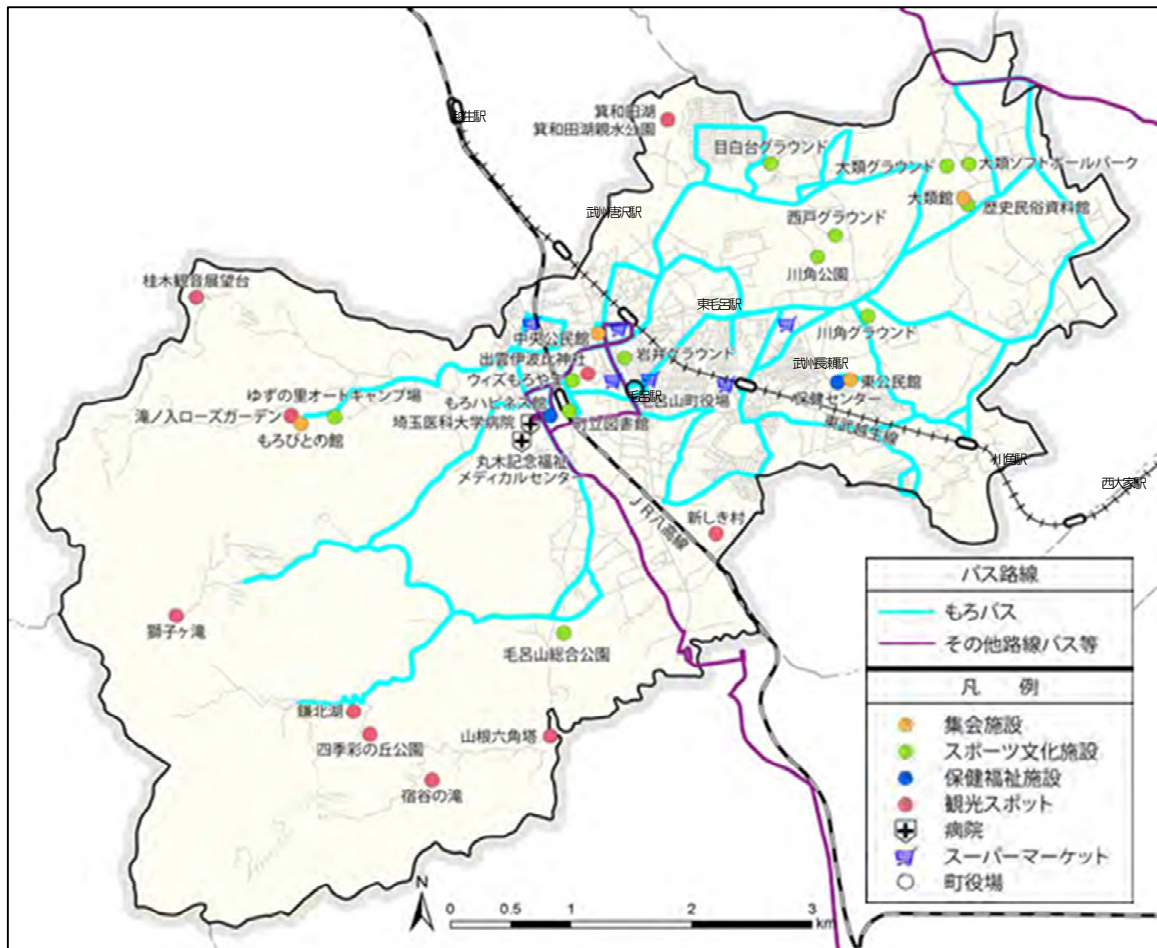 越生駅
箕和田湖
箕和田湖親水公園
目白台グラウンド
大類グラウンド
大類ソフトボールパーク
大類館
歴史民俗資料館
武州唐沢駅
西戸グラウンド
川角公園
桂木観音展望台
東毛呂駅
川角グラウンド
中央公民館
岩井グラウンド
出雲伊波比神社
武州長瀬駅
東公民館
ウィズもろやま
毛呂駅
毛呂山町役場
保健センター
ゆずの里オートキャンプ場
滝ノ入ローズガーデン
もろびとの館
もろハピネス館
埼玉医科大学病院
町立図書館
東武越生線
川角駅
丸木記念福祉
メディカルセンター
西大家駅
JR八高線
新しき村
獅子ヶ滝
毛呂山総合公園
鎌北湖
四季彩の丘公園
山根六角塔
宿谷の滝
バス路線
もろバス
その他路線バス等
凡 例
集会施設
スポーツ文化施設
保健福祉施設
観光スポット
病院
スーパーマーケット
町役場
N
0 0.5 1 2 3
km